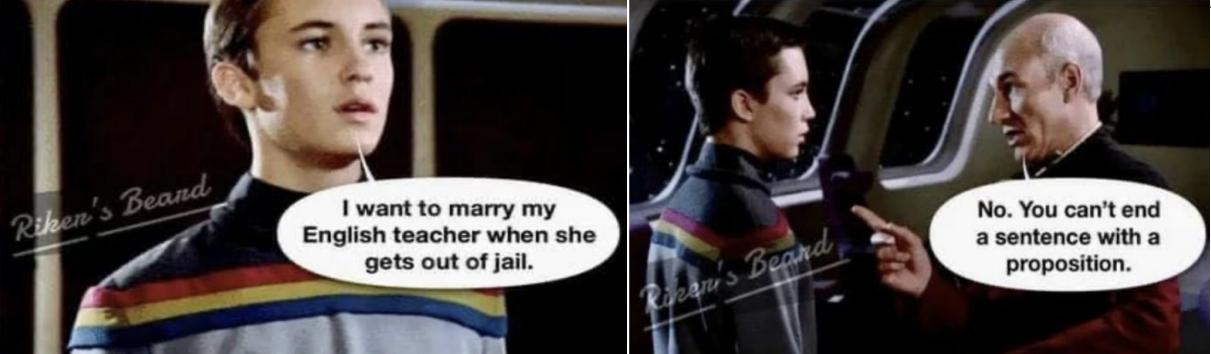 Riker's Beard
I want to marry my
English teacher when she
gets out of jail.
Riker's Beard
No. You can't end
a sentence with a
proposition.